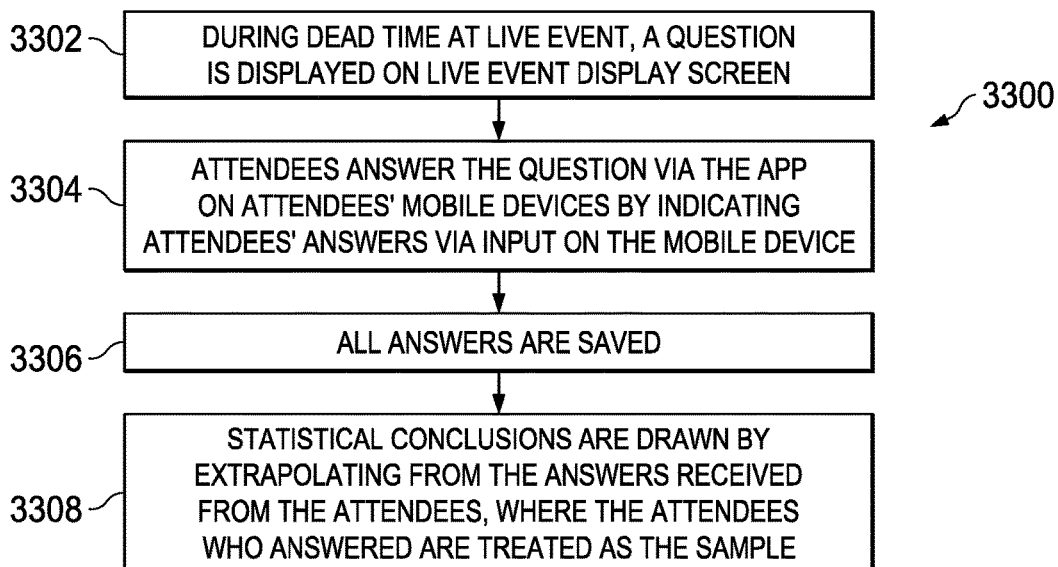 3302
DURING DEAD TIME AT LIVE EVENT, A QUESTION
IS DISPLAYED ON LIVE EVENT DISPLAY SCREEN
3300
3304
ATTENDEES ANSWER THE QUESTION VIA THE APP
ON ATTENDEES' MOBILE DEVICES BY INDICATING
ATTENDEES' ANSWERS VIA INPUT ON THE MOBILE DEVICE
3306
ALL ANSWERS ARE SAVED
3308
STATISTICAL CONCLUSIONS ARE DRAWN BY
EXTRAPOLATING FROM THE ANSWERS RECEIVED
FROM THE ATTENDEES, WHERE THE ATTENDEES
WHO ANSWERED ARE TREATED AS THE SAMPLE